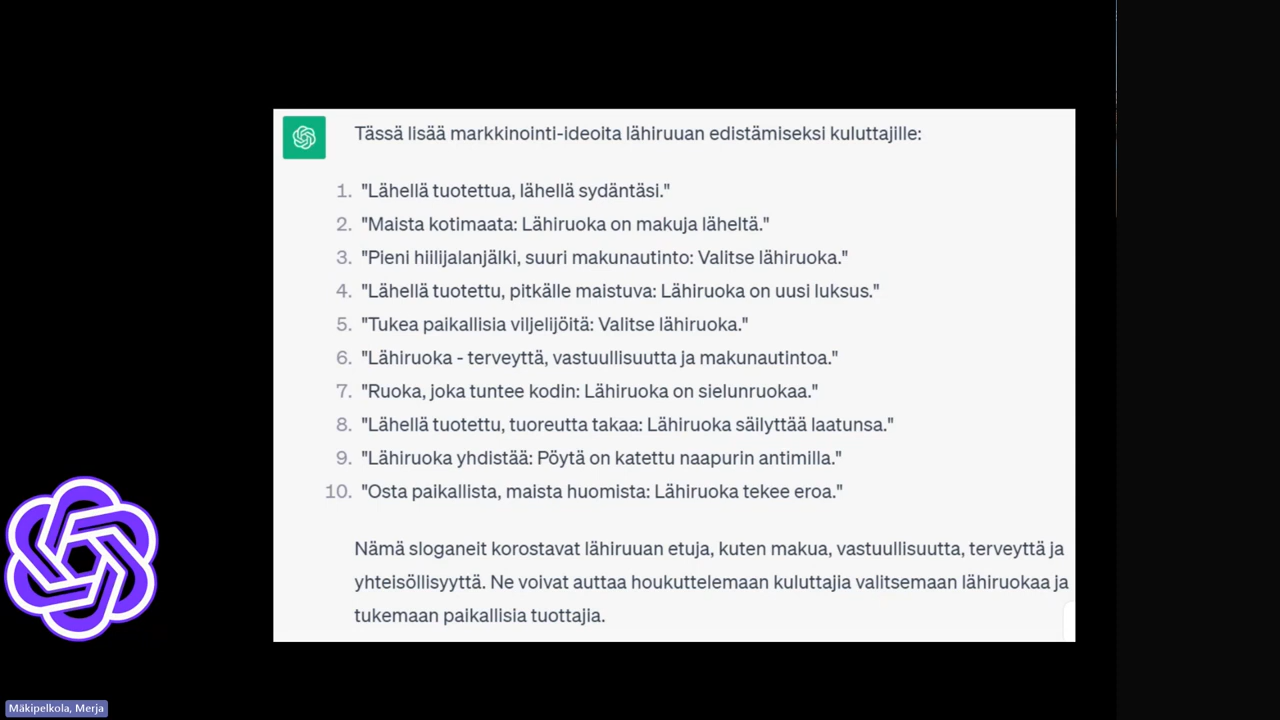 Tässä lisää markkinointi-ideoita lähiruuan edistämiseksi kuluttajille:
1. "Lähellä tuotettua, lähellä sydäntäsi."
2. "Maista kotimaata: Lähiruoka on makuja läheltä."
3. "Pieni hiilijalanjälki, suuri makunautinto: Valitse lähiruoka."
4. "Lähellä tuotettu, pitkälle maistuva: Lähiruoka on uusi luksus."
5. "Tukea paikallisia viljelijöitä: Valitse lähiruoka."
6. "Lähiruoka - terveyttä, vastuullisuutta ja makunautintoa."
7. "Ruoka, joka tuntee kodin: Lähiruoka on sielunruokaa."
8. "Lähellä tuotettu, tuoreutta takaa: Lähiruoka säilyttää laatunsa."
9. "Lähiruoka yhdistää: Pöytä on katettu naapurin antimilla."
10. "Osta paikallista, maista huomista: Lähiruoka tekee eroa."
Nämä sloganeit korostavat lähiruuan etuja, kuten makua, vastuullisuutta, terveyttä ja
yhteisöllisyyttä. Ne voivat auttaa houkuttelemaan kuluttajia valitsemaan lähiruokaa ja
tukemaan paikallisia tuottajia.
Mäkipelkola, Merja